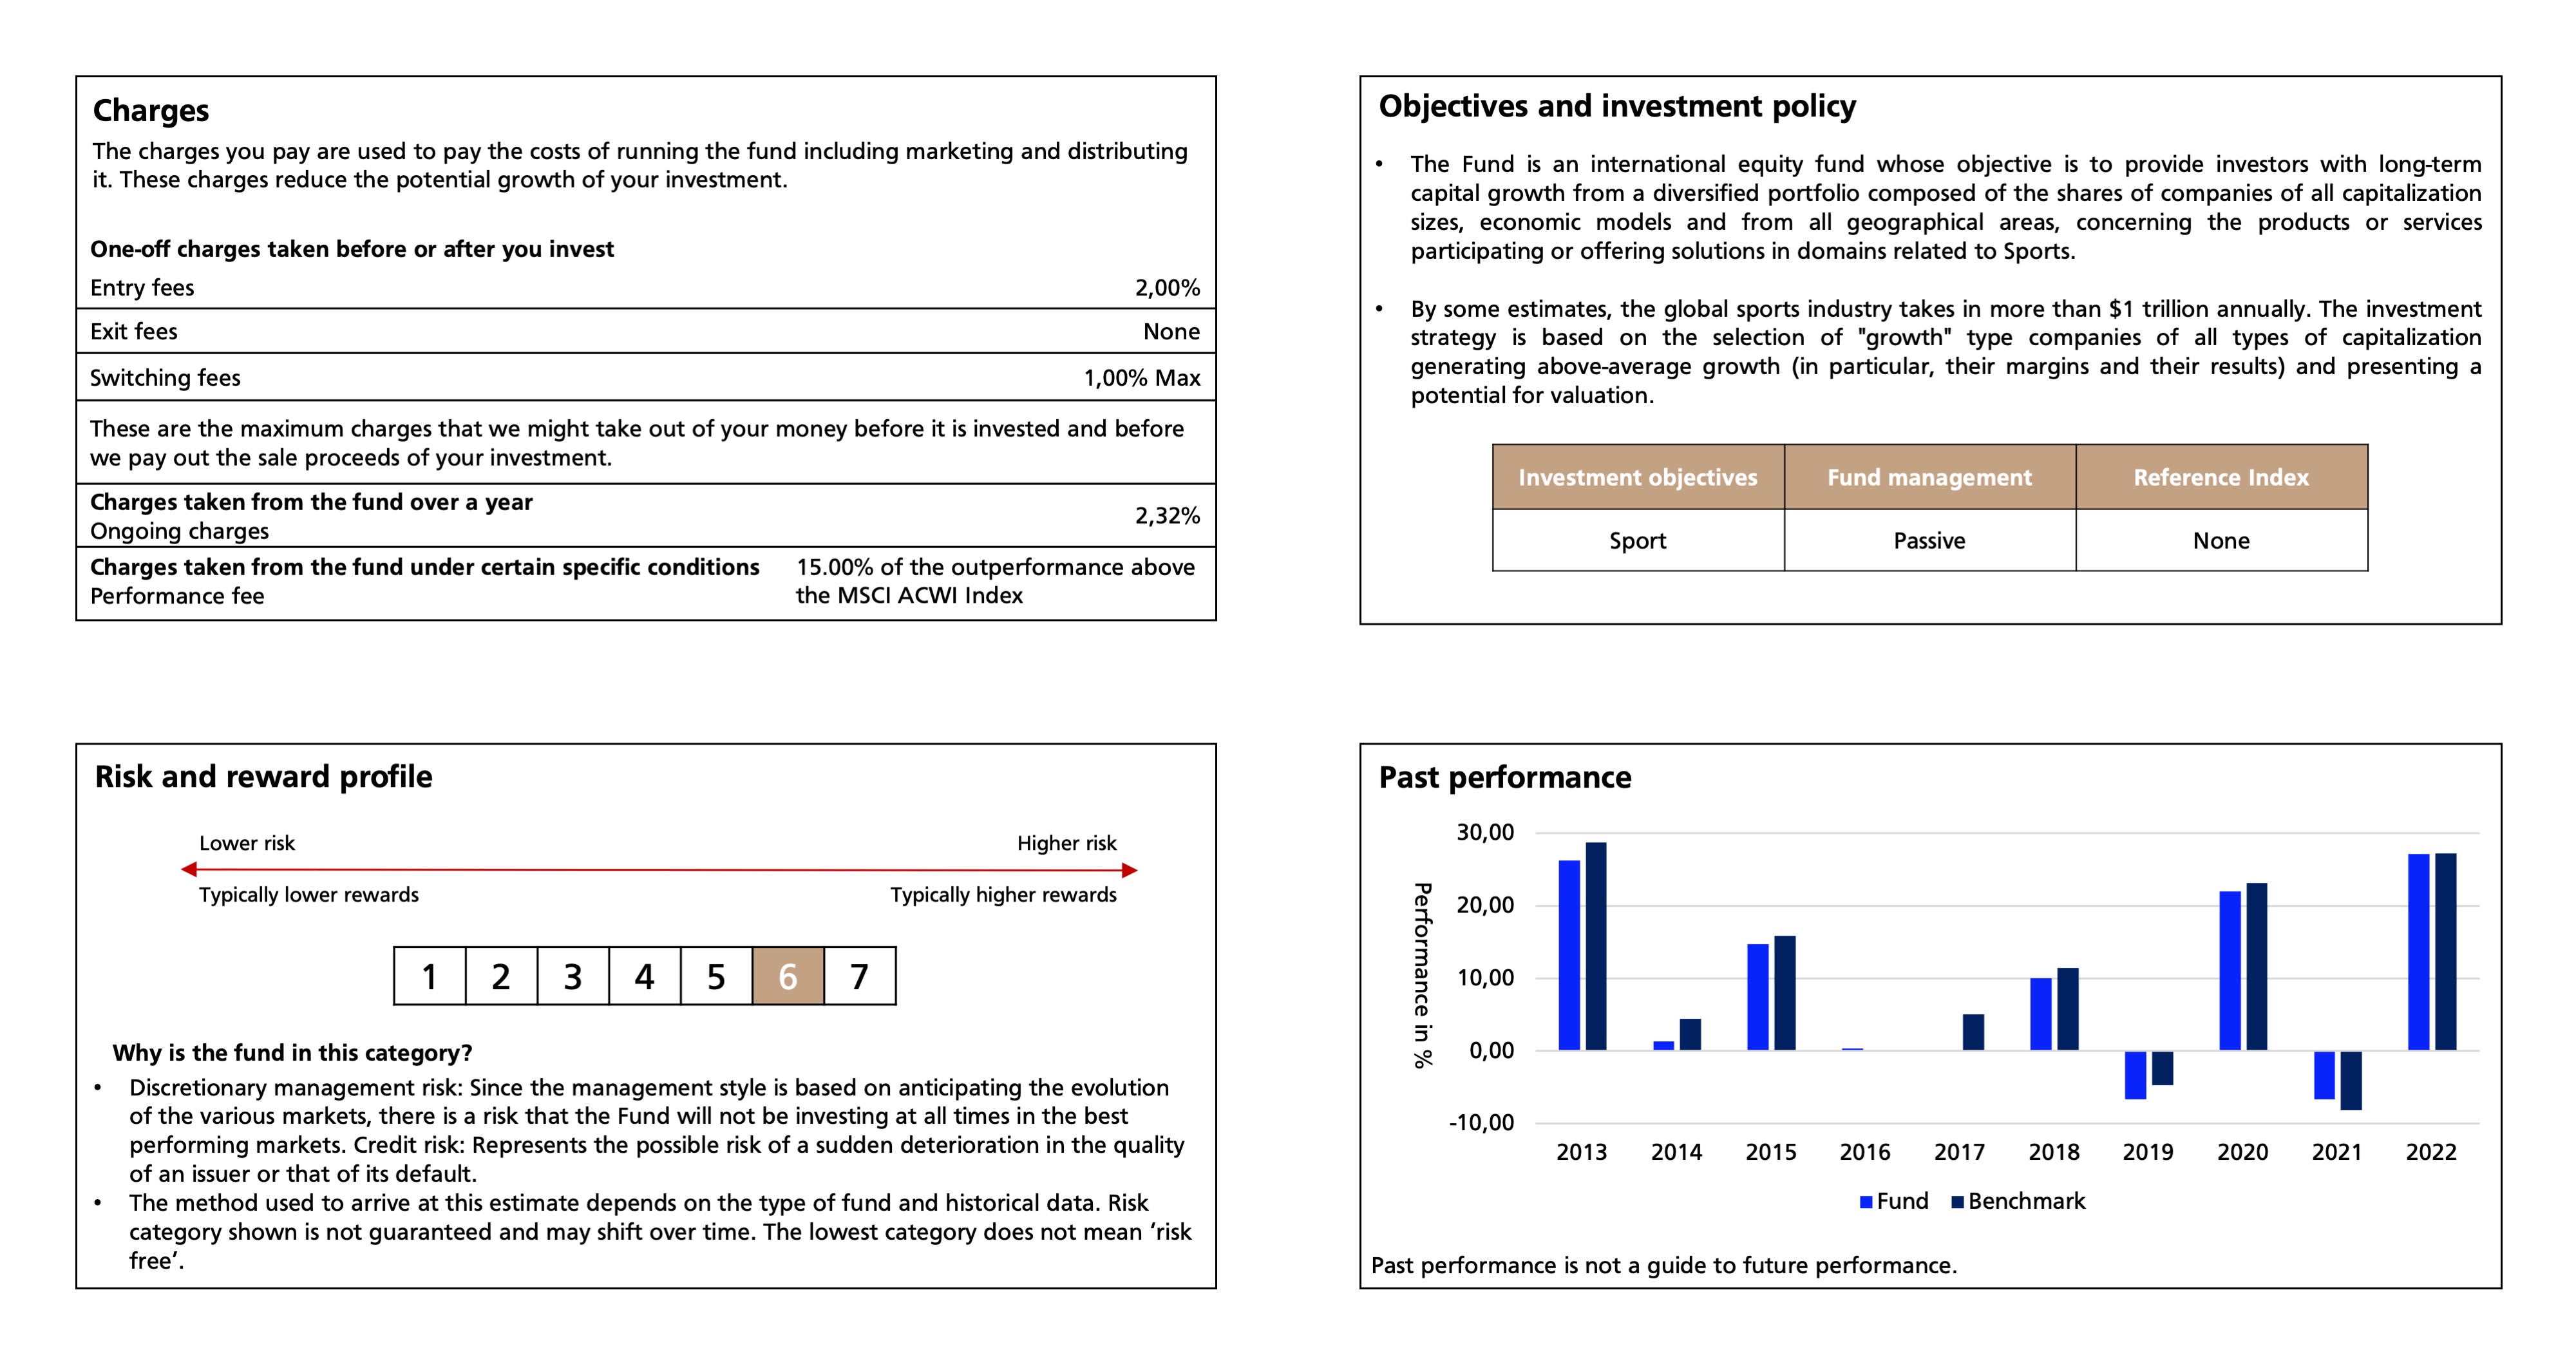 Charges
The charges you pay are used to pay the costs of running the fund including marketing and distributing
it. These charges reduce the potential growth of your investment.
One-off charges taken before or after you invest
Entry fees 2,00%
Exit fees None
Switching fees 1,00% Max
These are the maximum charges that we might take out of your money before it is invested and before
we pay out the sale proceeds of your investment.
Charges taken from the fund over a year
Ongoing charges 2,32%
Charges taken from the fund under certain specific conditions 15.00% of the outperformance above
Performance fee the MSCI ACWI Index
Objectives and investment policy
• The Fund is an international equity fund whose objective is to provide investors with long-term
capital growth from a diversified portfolio composed of the shares of companies of all capitalization
sizes, economic models and from all geographical areas, concerning the products or services
participating or offering solutions in domains related to Sports.
• By some estimates, the global sports industry takes in more than $1 trillion annually. The investment
strategy is based on the selection of "growth" type companies of all types of capitalization
generating above-average growth (in particular, their margins and their results) and presenting a
potential for valuation.
Investment objectives Fund management Reference Index
Sport Passive None
Risk and reward profile
Lower risk Higher risk
Typically lower rewards Typically higher rewards
1 2 3 4 5 6 7
Why is the fund in this category?
• Discretionary management risk: Since the management style is based on anticipating the evolution
of the various markets, there is a risk that the Fund will not be investing at all times in the best
performing markets. Credit risk: Represents the possible risk of a sudden deterioration in the quality
of an issuer or that of its default.
• The method used to arrive at this estimate depends on the type of fund and historical data. Risk
category shown is not guaranteed and may shift over time. The lowest category does not mean ‘risk
free’.
Past performance
Performance in %
30,00
20,00
10,00
0,00
-10,00
2013 2014 2015 2016 2017 2018 2019 2020 2021 2022
Fund Benchmark
Past performance is not a guide to future performance.